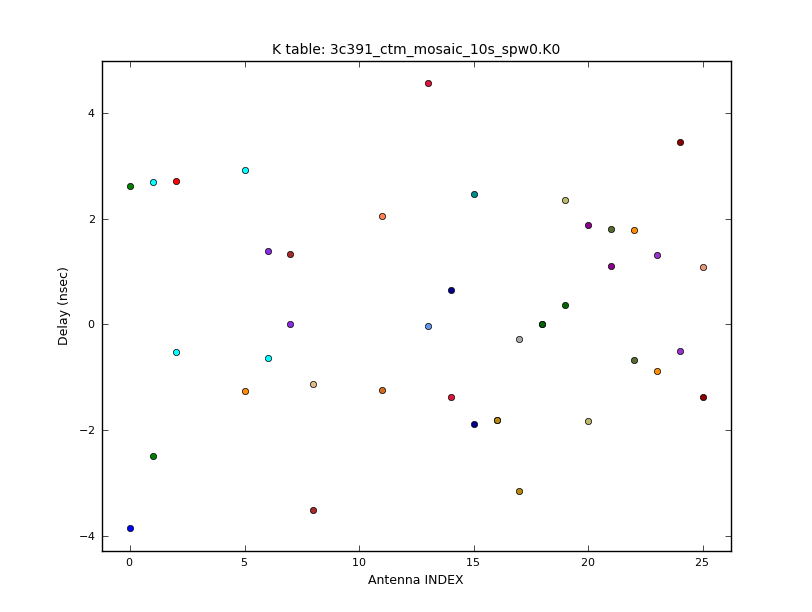 K table: 3c391_ctm_mosaic_10s_spw0.K0
4
2
0
−2
−4
Delay (nsec)
0 5 10 15 20 25
Antenna INDEX